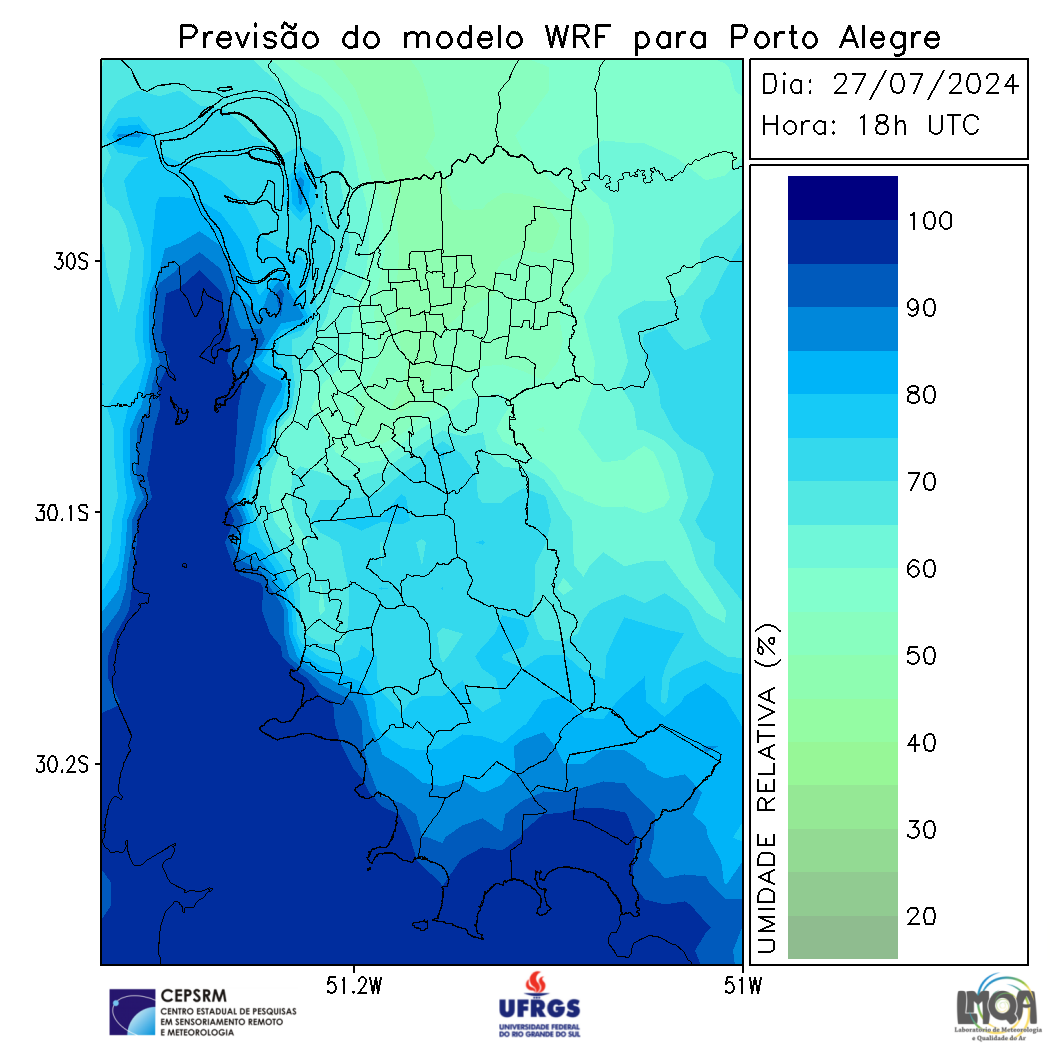 Previsão do modelo WRF para Porto Alegre
Dia: 27/07/2024
Hora: 18h UTC
30S
30.1S
30.2S
51.2W
51W
100
90
80
70
60
50
40
30
20
UMIDADE RELATIVA (%)
CEPSRM
CENTRO ESTADUAL DE PESQUISAS
EM SENSORIAMENTO REMOTO
E METEOROLOGIA
UFRGS
UNIVERSIDADE FEDERAL
DO RIO GRANDE DO SUL
LMQA
Laboratório de Meteorologia
e Qualidade do Ar